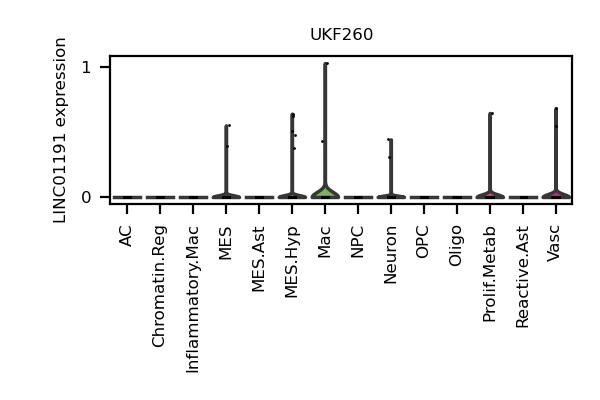 UKF260
LINC01191 expression
1
0
AC
Chromatin.Reg
Inflammatory.Mac
MES
MES.Ast
MES.Hyp
Mac
NPC
Neuron
OPC
Oligo
Prolif.Metab
Reactive.Ast
Vasc